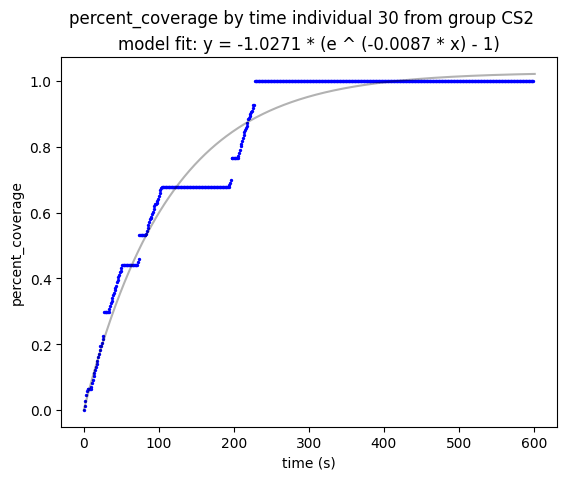 percent_coverage by time individual 30 from group CS2
model fit: y = -1.0271 * (e ^ (-0.0087 * x) - 1)
percent_coverage
1.0
0.8
0.6
0.4
0.2
0.0
0 100 200 300 400 500 600
time (s)